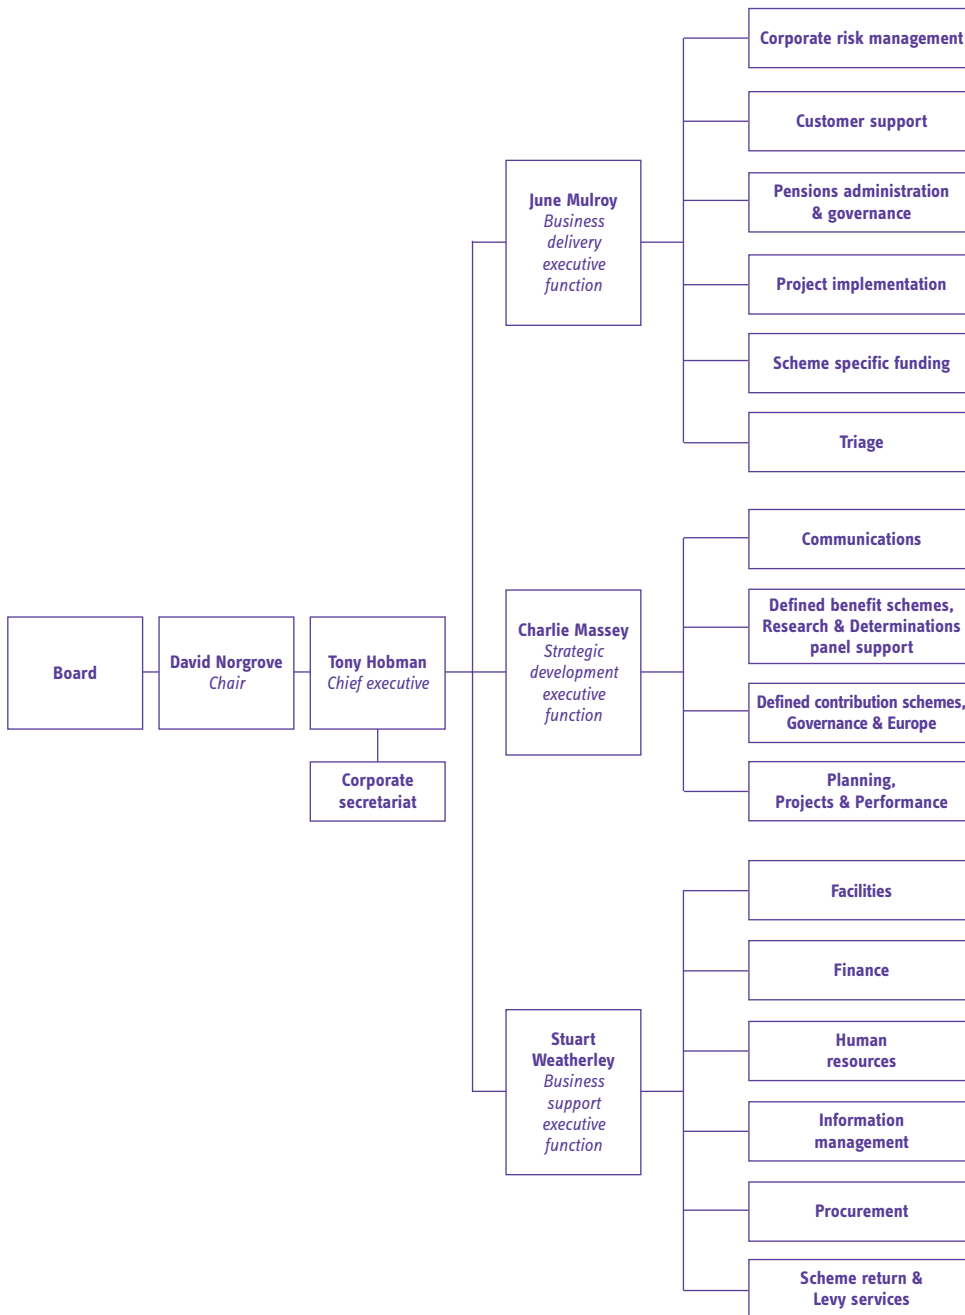 Board
David Norgrove
Chair
Tony Hobman
Chief executive
Corporate
secretariat
June Mulroy
Business
delivery
executive
function
Corporate risk management
Customer support
Pensions administration
& governance
Project implementation
Scheme specific funding
Triage
Charlie Massey
Strategic
development
executive
function
Communications
Defined benefit schemes,
Research & Determinations
panel support
Defined contribution schemes,
Governance & Europe
Planning,
Projects & Performance
Stuart
Weatherley
Business
support
executive
function
Facilities
Finance
Human
resources
Information
management
Procurement
Scheme return &
Levy services